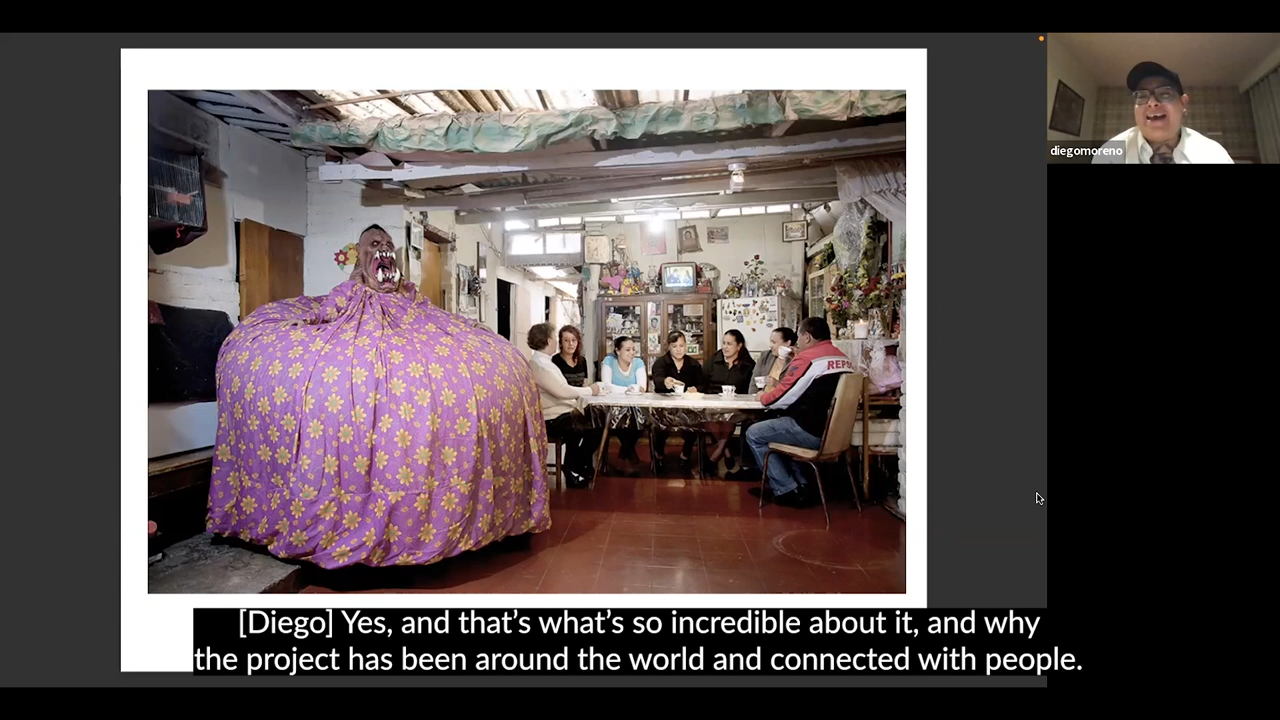 diegomoreno
REPS
[Diego] Yes, and that’s what’s so incredible about it, and why
the project has been around the world and connected with people.